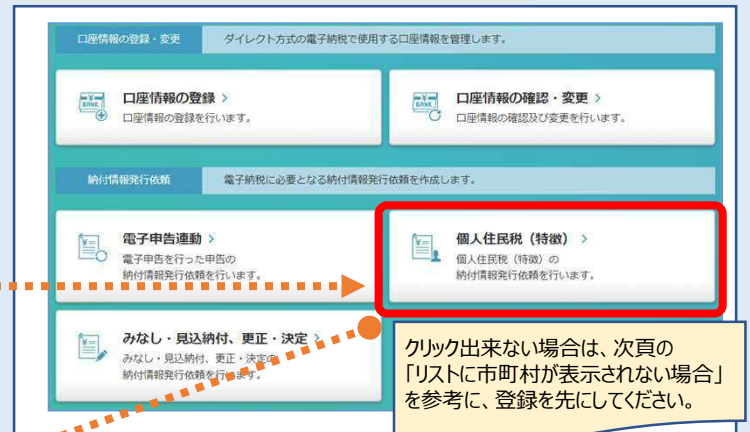 口座情報の登録・変更 ダイレクト方式の電子納税で使用する口座情報を管理します。
口座情報の登録 >
口座情報の登録を行います。
口座情報の確認・変更 >
口座情報の確認及び変更を行います。
納付情報発行依頼 電子納税に必要となる納付情報発行依頼を作成します。
電子申告連動 >
電子申告を行った申告の
納付情報発行依頼を行います。
個人住民税（特徴） >
個人住民税（特徴）の
納付情報発行依頼を行います。
みなし・見込納付、更正・決定 >
みなし・見込納付、更正・決定の
納付情報発行依頼を行います。
クリック出来ない場合は、次頁の
「リストに市町村が表示されない場合」
を参考に、登録を先にしてください。